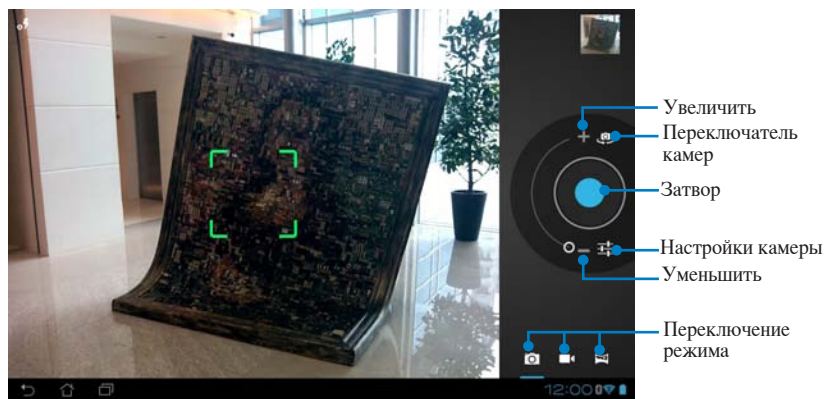 Увеличить
Переключатель
камер
Затвор
Настройки камеры
Уменьшить
Переключение
режима
12:00